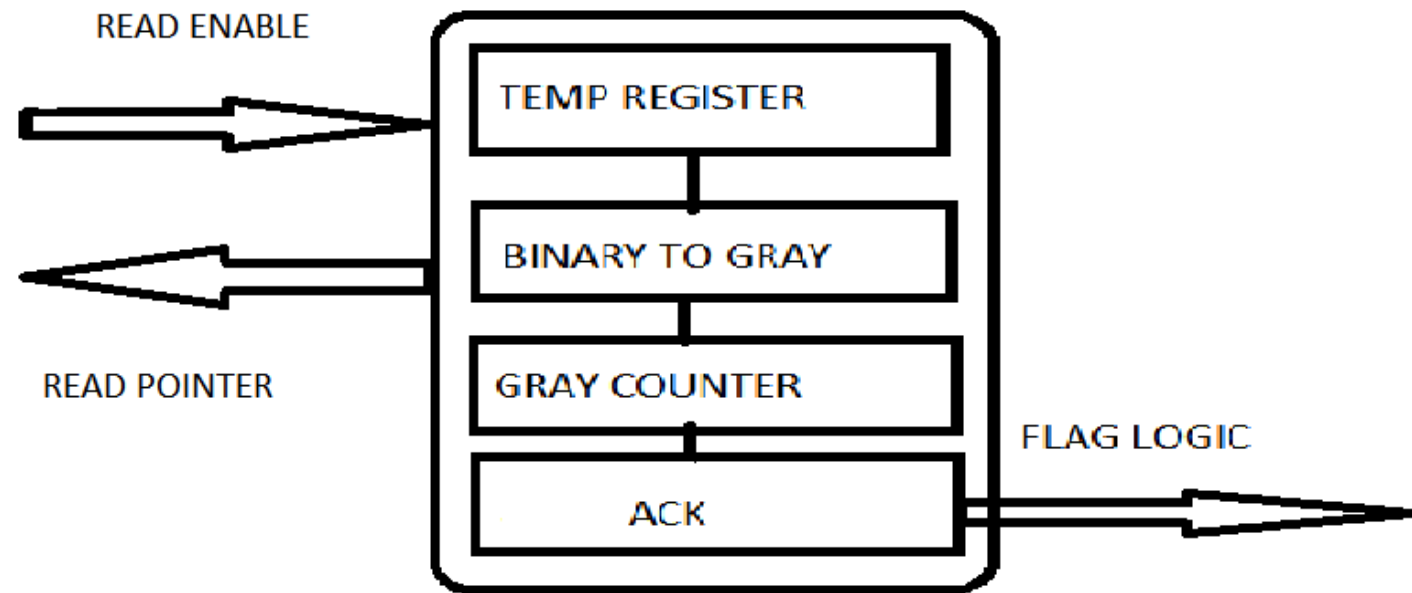 READ ENABLE
TEMP REGISTER
BINARY TO GRAY
READ POINTER
GRAY COUNTER
FLAG LOGIC
ACK